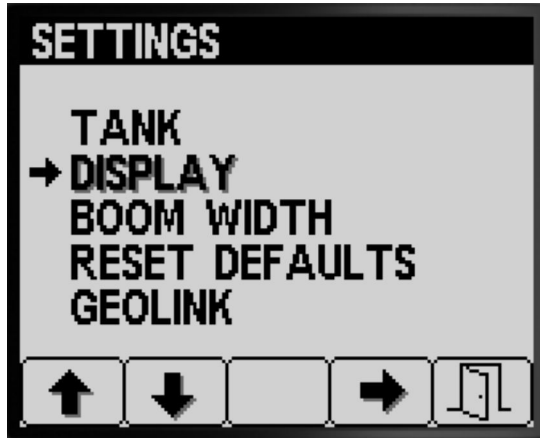 SETTINGS
TANK
DISPLAY
BOOM WIDTH
RESET DEFAULTS
GEOLINK